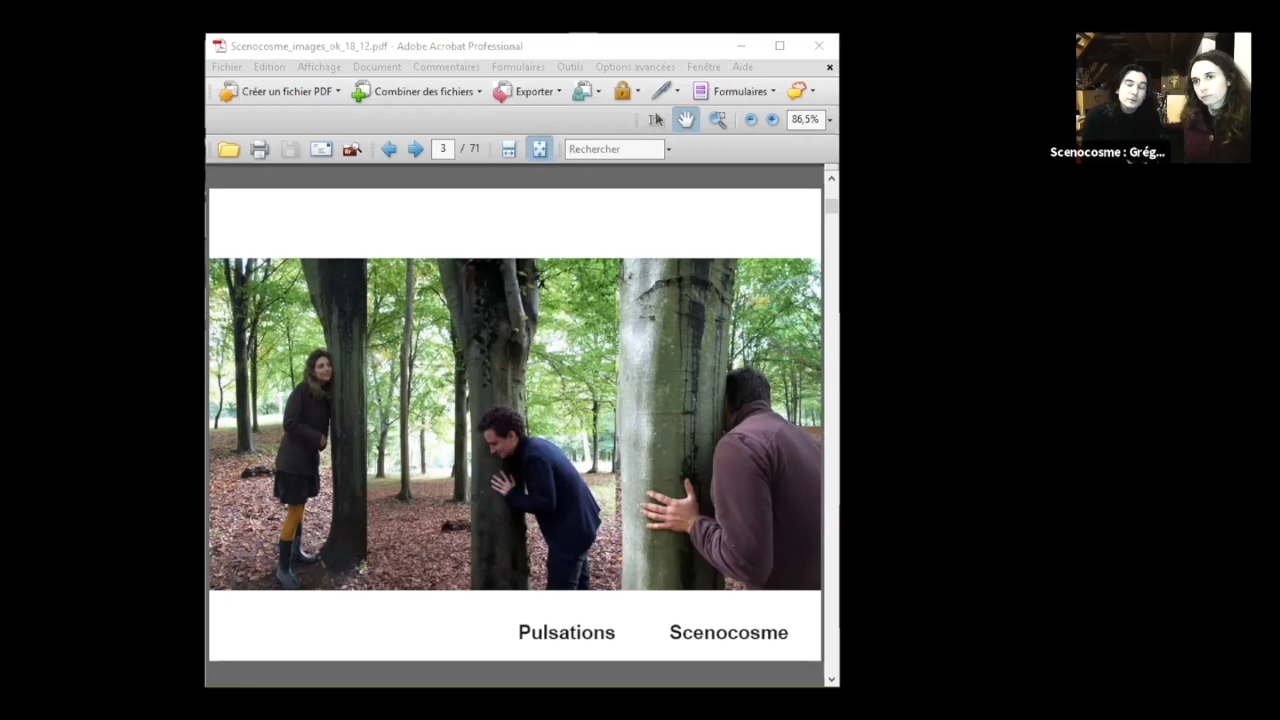 Scenocosme_images_ok_18_12.pdf - Adobe Acrobat Professional
Fichier Edition Affichage Document Commentaires Formulaires Outils Options avancées Fenêtre Aide
Créer un fichier PDF Combiner des fichiers Exporter Formulaires
86,5%
3 / 71 Rechercher
Scenocosme : Grég...
Pulsations Scenocosme